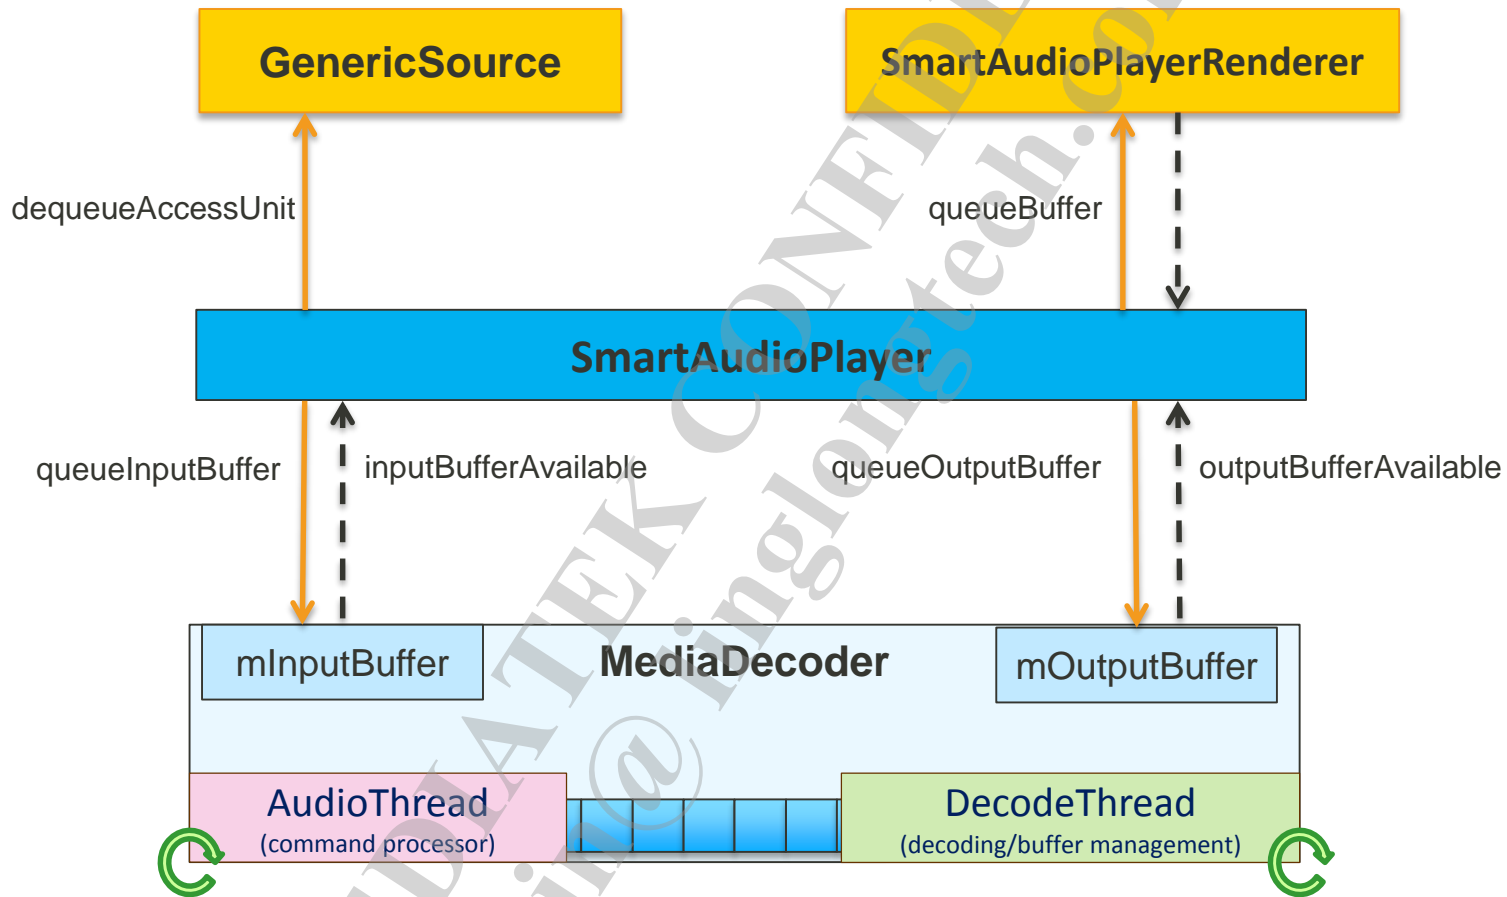 GenericSource
SmartAudioPlayerRenderer
dequeueAccessUnit
queueBuffer
SmartAudioPlayer
queueInputBuffer
inputBufferAvailable
queueOutputBuffer
outputBufferAvailable
mInputBuffer
MediaDecoder
mOutputBuffer
AudioThread
(command processor)
DecodeThread
(decoding/buffer management)